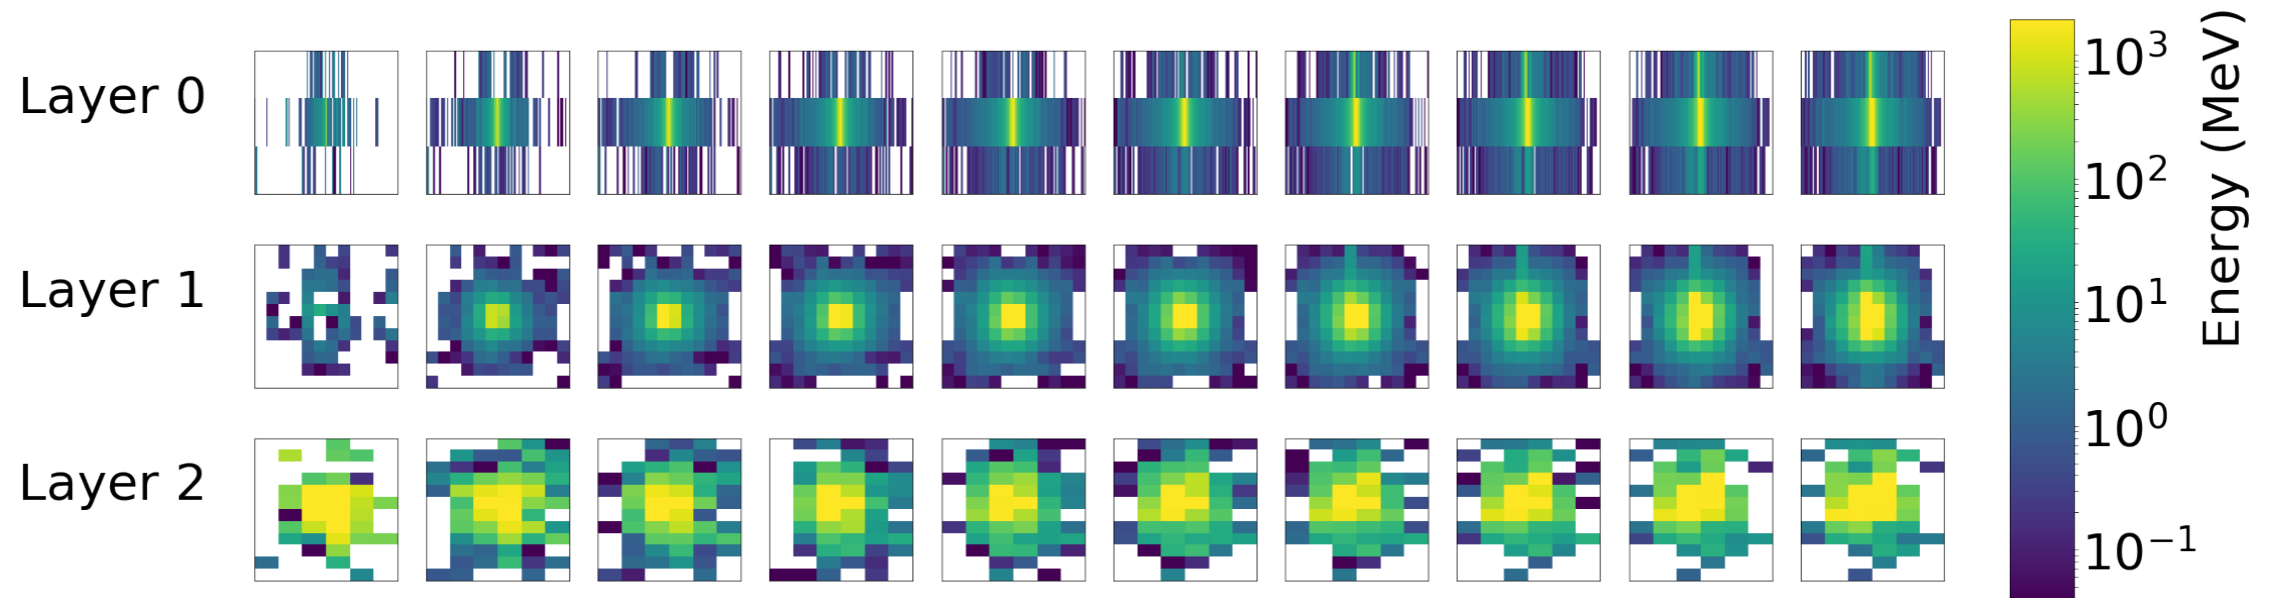 Layer 0
Layer 1
Layer 2
10³
10²
10¹
10⁰
10⁻¹
Energy (MeV)